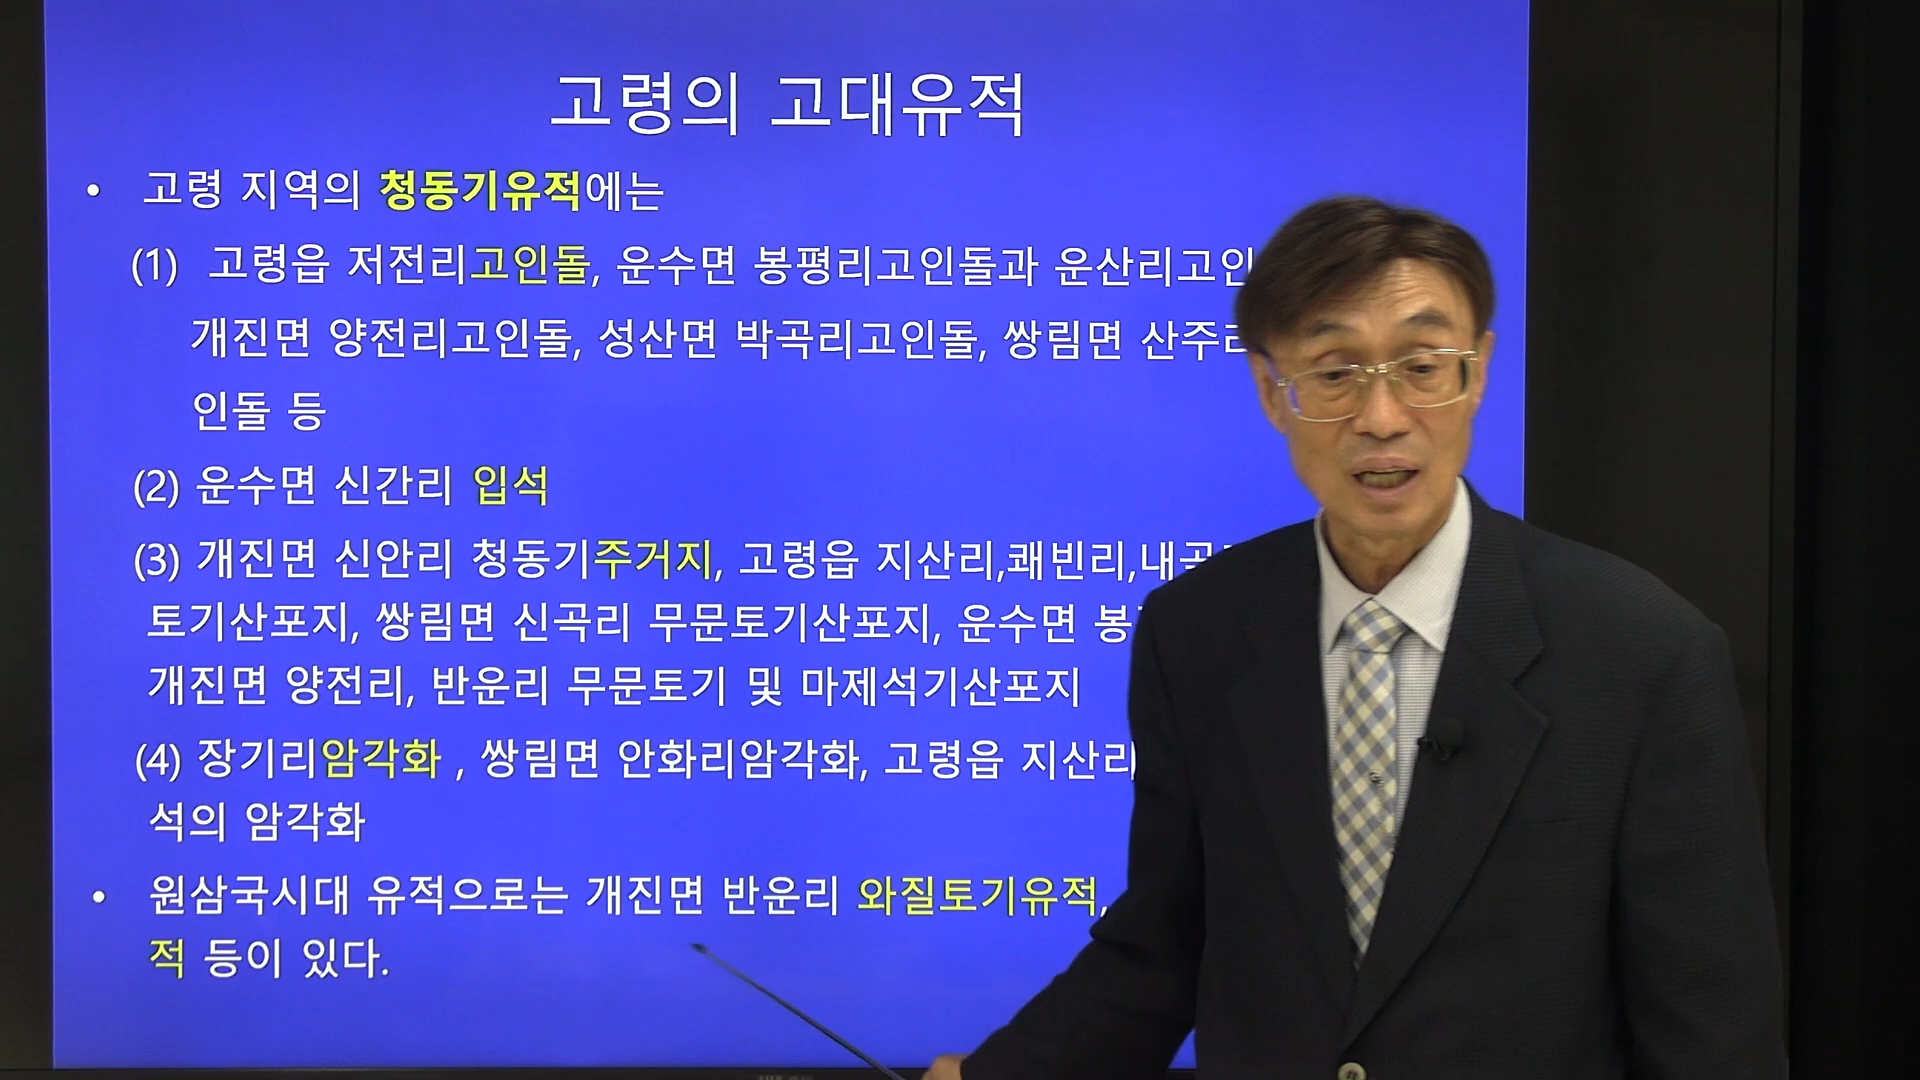 고령의 고대유적
• 고령 지역의 청동기유적에는
(1) 고령읍 저전리고인돌, 운수면 봉평리고인돌과 운산리고인
개진면 양전리고인돌, 성산면 박곡리고인돌, 쌍림면 산주리
인돌 등
(2) 운수면 신간리 입석
(3) 개진면 신안리 청동기주거지, 고령읍 지산리,쾌빈리,내곡
토기산포지, 쌍림면 신곡리 무문토기산포지, 운수면 봉
개진면 양전리, 반운리 무문토기 및 마제석기산포지
(4) 장기리암각화 , 쌍림면 안화리암각화, 고령읍 지산리
석의 암각화
• 원삼국시대 유적으로는 개진면 반운리 와질토기유적,
적 등이 있다.